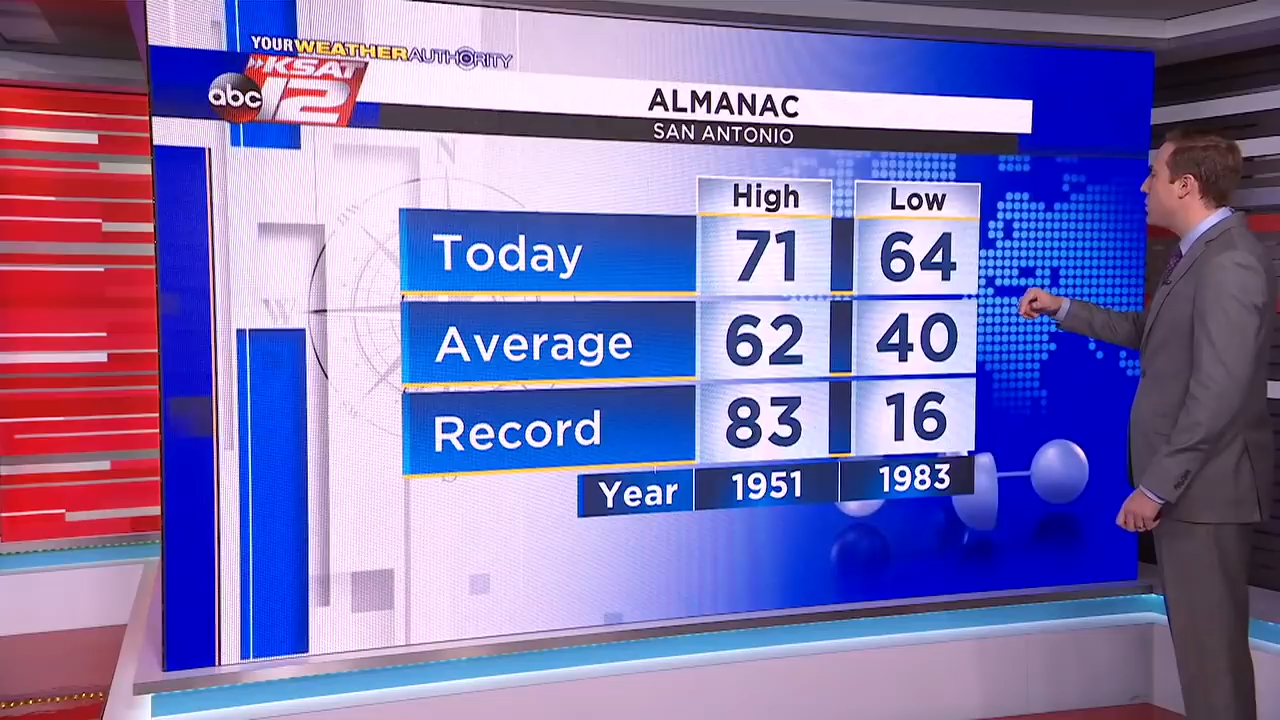 YOUR WEATHER AUTHORITY
KSAT
abc 12
ALMANAC
SAN ANTONIO
N
High Low
Today 71 64
Average 62 40
Record 83 16
Year 1951 1983